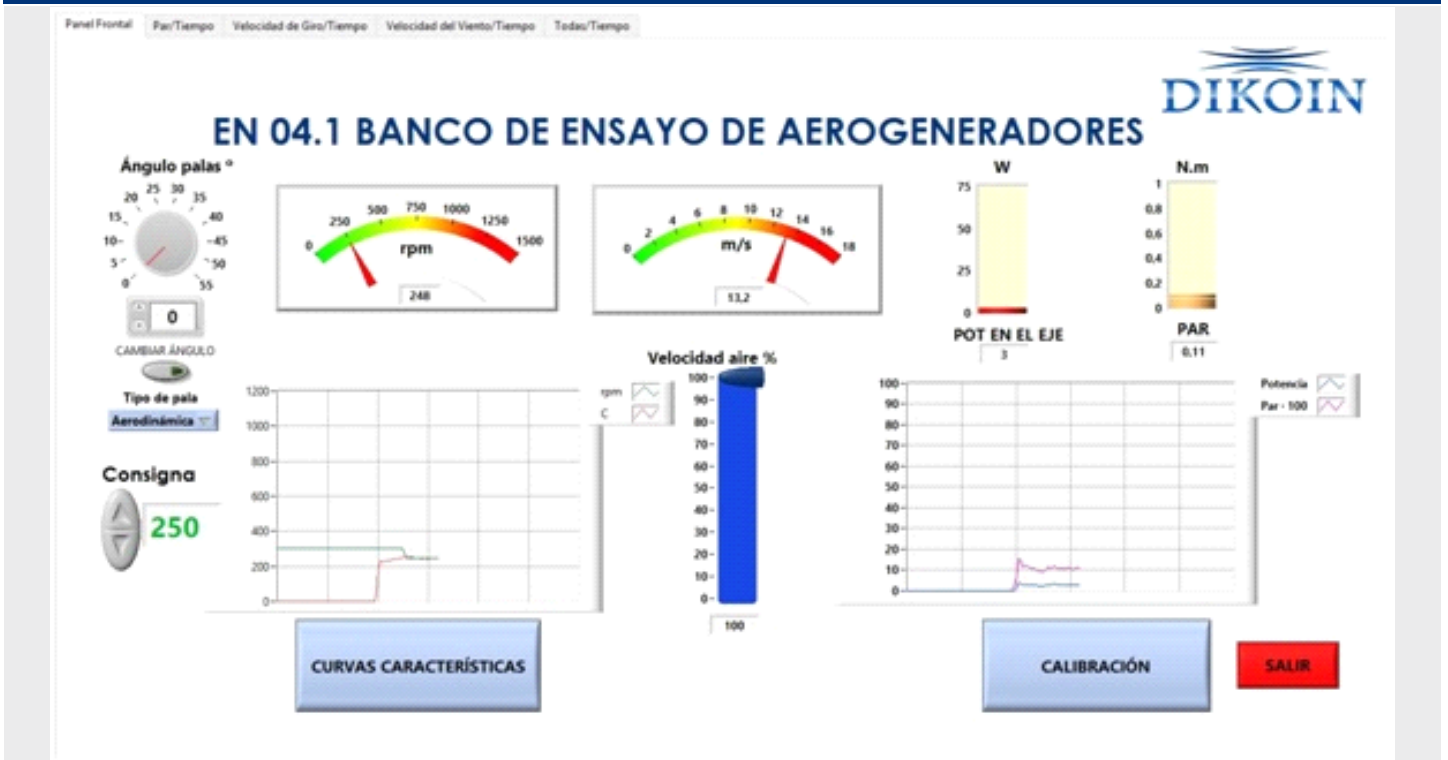 Panel Frontal Par/Tiempo Velocidad de Giro/Tiempo Velocidad del Viento/Tiempo Todas/Tiempo
DIKOIN
EN 04.1 BANCO DE ENSAYO DE AEROGENERADORES
Ángulo palas º
0 5 10 15 20 25 30 35 40 45 50 55
0
CAMBIAR ÁNGULO
Tipo de pala
Aerodinámica
Consigna
250
0 250 500 750 1000 1250 1500
rpm
248
0 2 4 6 8 10 12 14 16 18
m/s
13,2
W
75
50
25
0
POT EN EL EJE
3
N.m
1
0.8
0.6
0.4
0.2
0
PAR
0,11
1200
1000
800
600
400
200
0
rpm
C
Velocidad aire %
100
90
80
70
60
50
40
30
20
10
0
100
100
90
80
70
60
50
40
30
20
10
0
Potencia
Par - 100
CURVAS CARACTERÍSTICAS
CALIBRACIÓN
SALIR